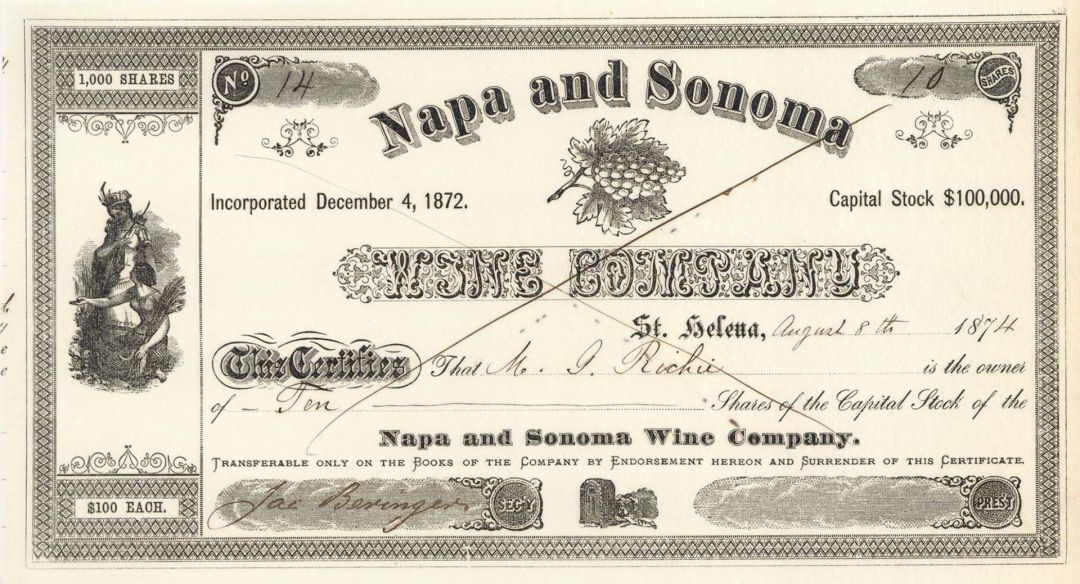 1,000 SHARES
No 14
10 SHARES
Napa and Sonoma
Incorporated December 4, 1872.
Capital Stock $100,000.
WINE COMPANY
St. Helena, August 8th 1874
This Certifies That M. G. Richie is the owner
of – Ten Shares of the Capital Stock of the
Napa and Sonoma Wine Company.
TRANSFERABLE ONLY ON THE BOOKS OF THE COMPANY BY ENDORSEMENT HEREON AND SURRENDER OF THIS CERTIFICATE.
$100 EACH.
Jac Beringer SEC'Y
PREST